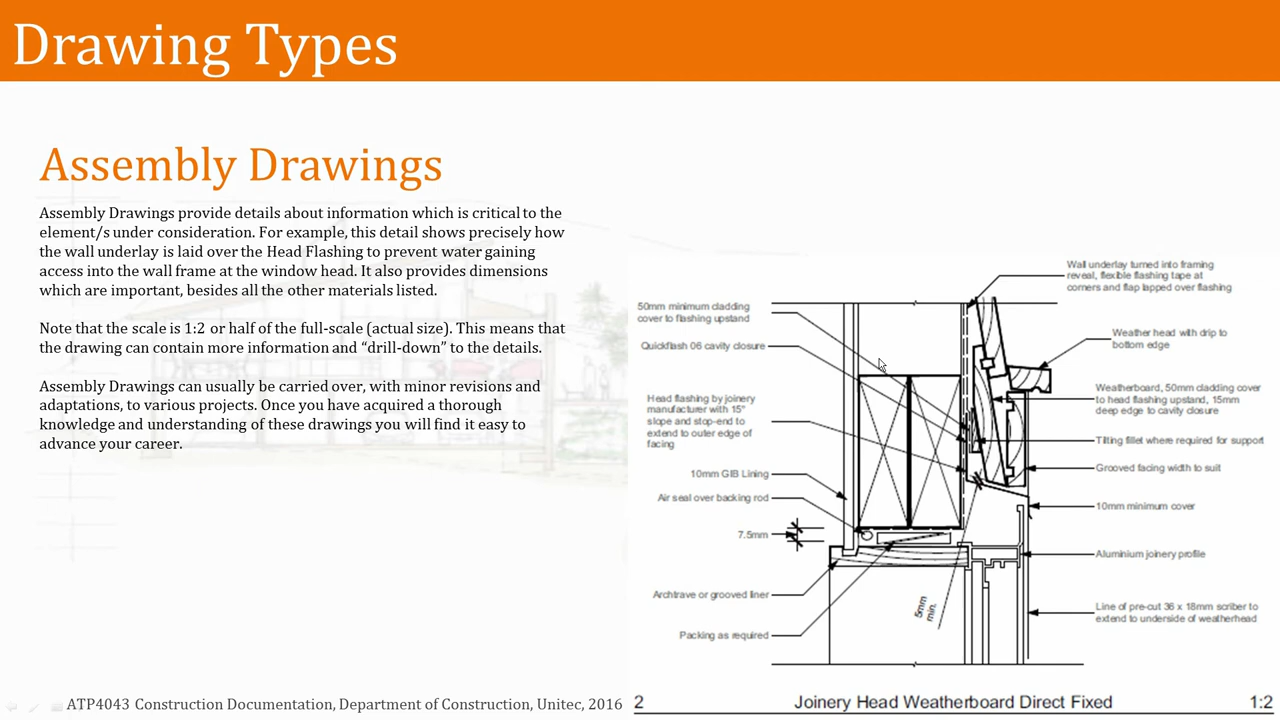 Drawing Types
Assembly Drawings
Assembly Drawings provide details about information which is critical to the
element/s under consideration. For example, this detail shows precisely how
the wall underlay is laid over the Head Flashing to prevent water gaining
access into the wall frame at the window head. It also provides dimensions
which are important, besides all the other materials listed.
Note that the scale is 1:2 or half of the full-scale (actual size). This means that
the drawing can contain more information and “drill-down” to the details.
Assembly Drawings can usually be carried over, with minor revisions and
adaptations, to various projects. Once you have acquired a thorough
knowledge and understanding of these drawings you will find it easy to
advance your career.
50mm minimum cladding
cover to flashing upstand
Quickflash 06 cavity closure
Head flashing by joinery
manufacturer with 15°
slope and stop-end to
extend to outer edge of
facing
10mm GIB Lining
Air seal over backing rod
7.5mm
Architrave or grooved liner
Packing as required
5mm
min.
Wall underlay turned into framing
reveal, flexible flashing tape at
corners and flap lapped over flashing
Weather head with drip to
bottom edge
Weatherboard, 50mm cladding cover
to head flashing upstand, 15mm
deep edge to cavity closure
Tilting fillet where required for support
Grooved facing width to suit
10mm minimum cover
Aluminium joinery profile
Line of pre-cut 36 x 18mm scriber to
extend to underside of weatherhead
ATP4043 Construction Documentation, Department of Construction, Unitec, 2016
2 Joinery Head Weatherboard Direct Fixed 1:2